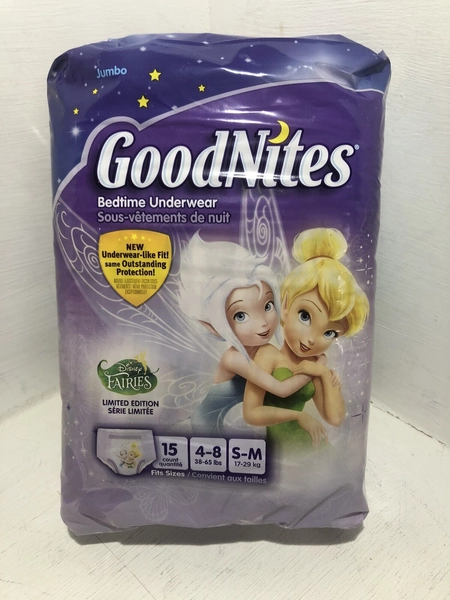 Jumbo
GoodNites®
Bedtime Underwear
Sous-vêtements de nuit
NEW
Underwear-like Fit!
same Outstanding
Protection!
Disney
FAIRIES
LIMITED EDITION
SÉRIE LIMITÉE
15
count
quantité
4-8
38-65 lbs
S-M
17-29 kg
Fits Sizes / Convient aux tailles